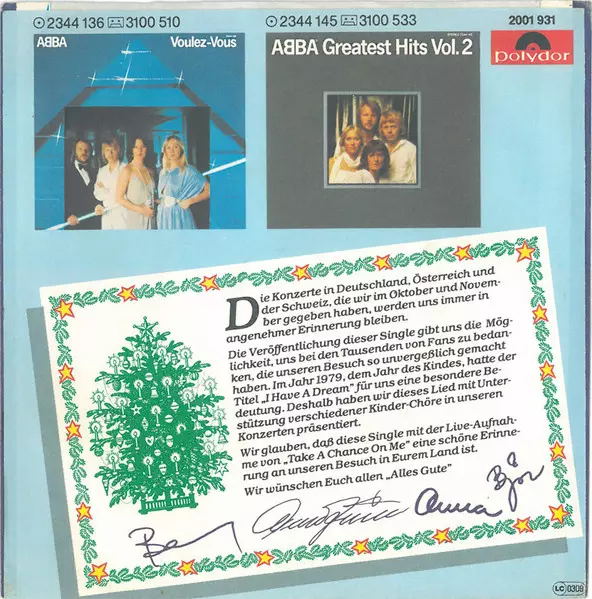 2344 136 3100 510
2344 145 3100 533
2001 931
polydor
ABBA Voulez-Vous
ABBA Greatest Hits Vol. 2
Die Konzerte in Deutschland, Österreich und
der Schweiz, die wir im Oktober und Novem-
ber gegeben haben, werden uns immer in
angenehmer Erinnerung bleiben.
Die Veröffentlichung dieser Single gibt uns die Mög-
lichkeit, uns bei den Tausenden von Fans zu bedan-
ken, die unseren Besuch so unvergeßlich gemacht
haben. Im Jahr 1979, dem Jahr des Kindes, hatte der
Titel „I Have A Dream” für uns eine besondere Be-
deutung. Deshalb haben wir dieses Lied mit Unter-
stützung verschiedener Kinder-Chöre in unseren
Konzerten präsentiert.
Wir glauben, daß diese Single mit der Live-Aufnah-
me von „Take A Chance On Me” eine schöne Erinne-
rung an unseren Besuch in Eurem Land ist.
Wir wünschen Euch allen „Alles Gute”
Anna Björ
LC 0309